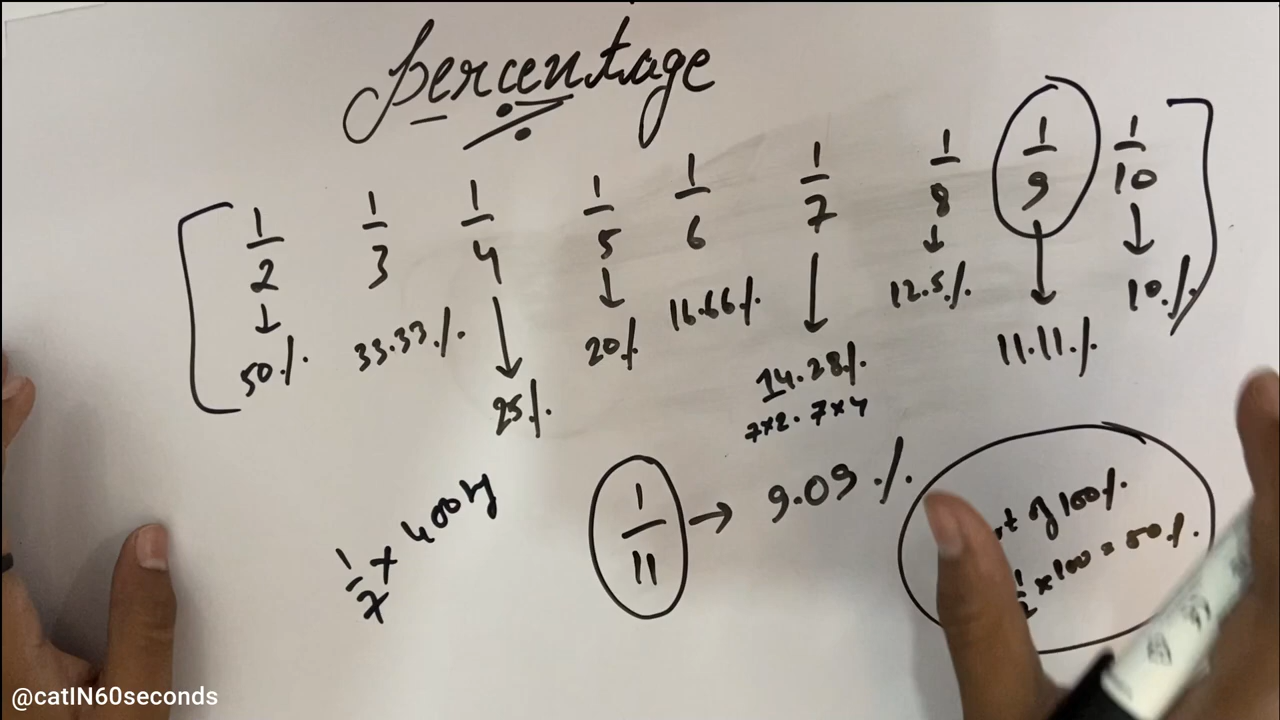 Percentage
÷
1/2 1/3 1/4 1/5 1/6 1/7 1/8 1/9 1/10
50% 33.33% 25% 20% 16.66% 14.28% 12.5% 11.11% 10%
7×2. 7×4
1/7 ×
1/11 → 9.09%
of 100%
1/2 × 100 = 50%
@catIN60seconds